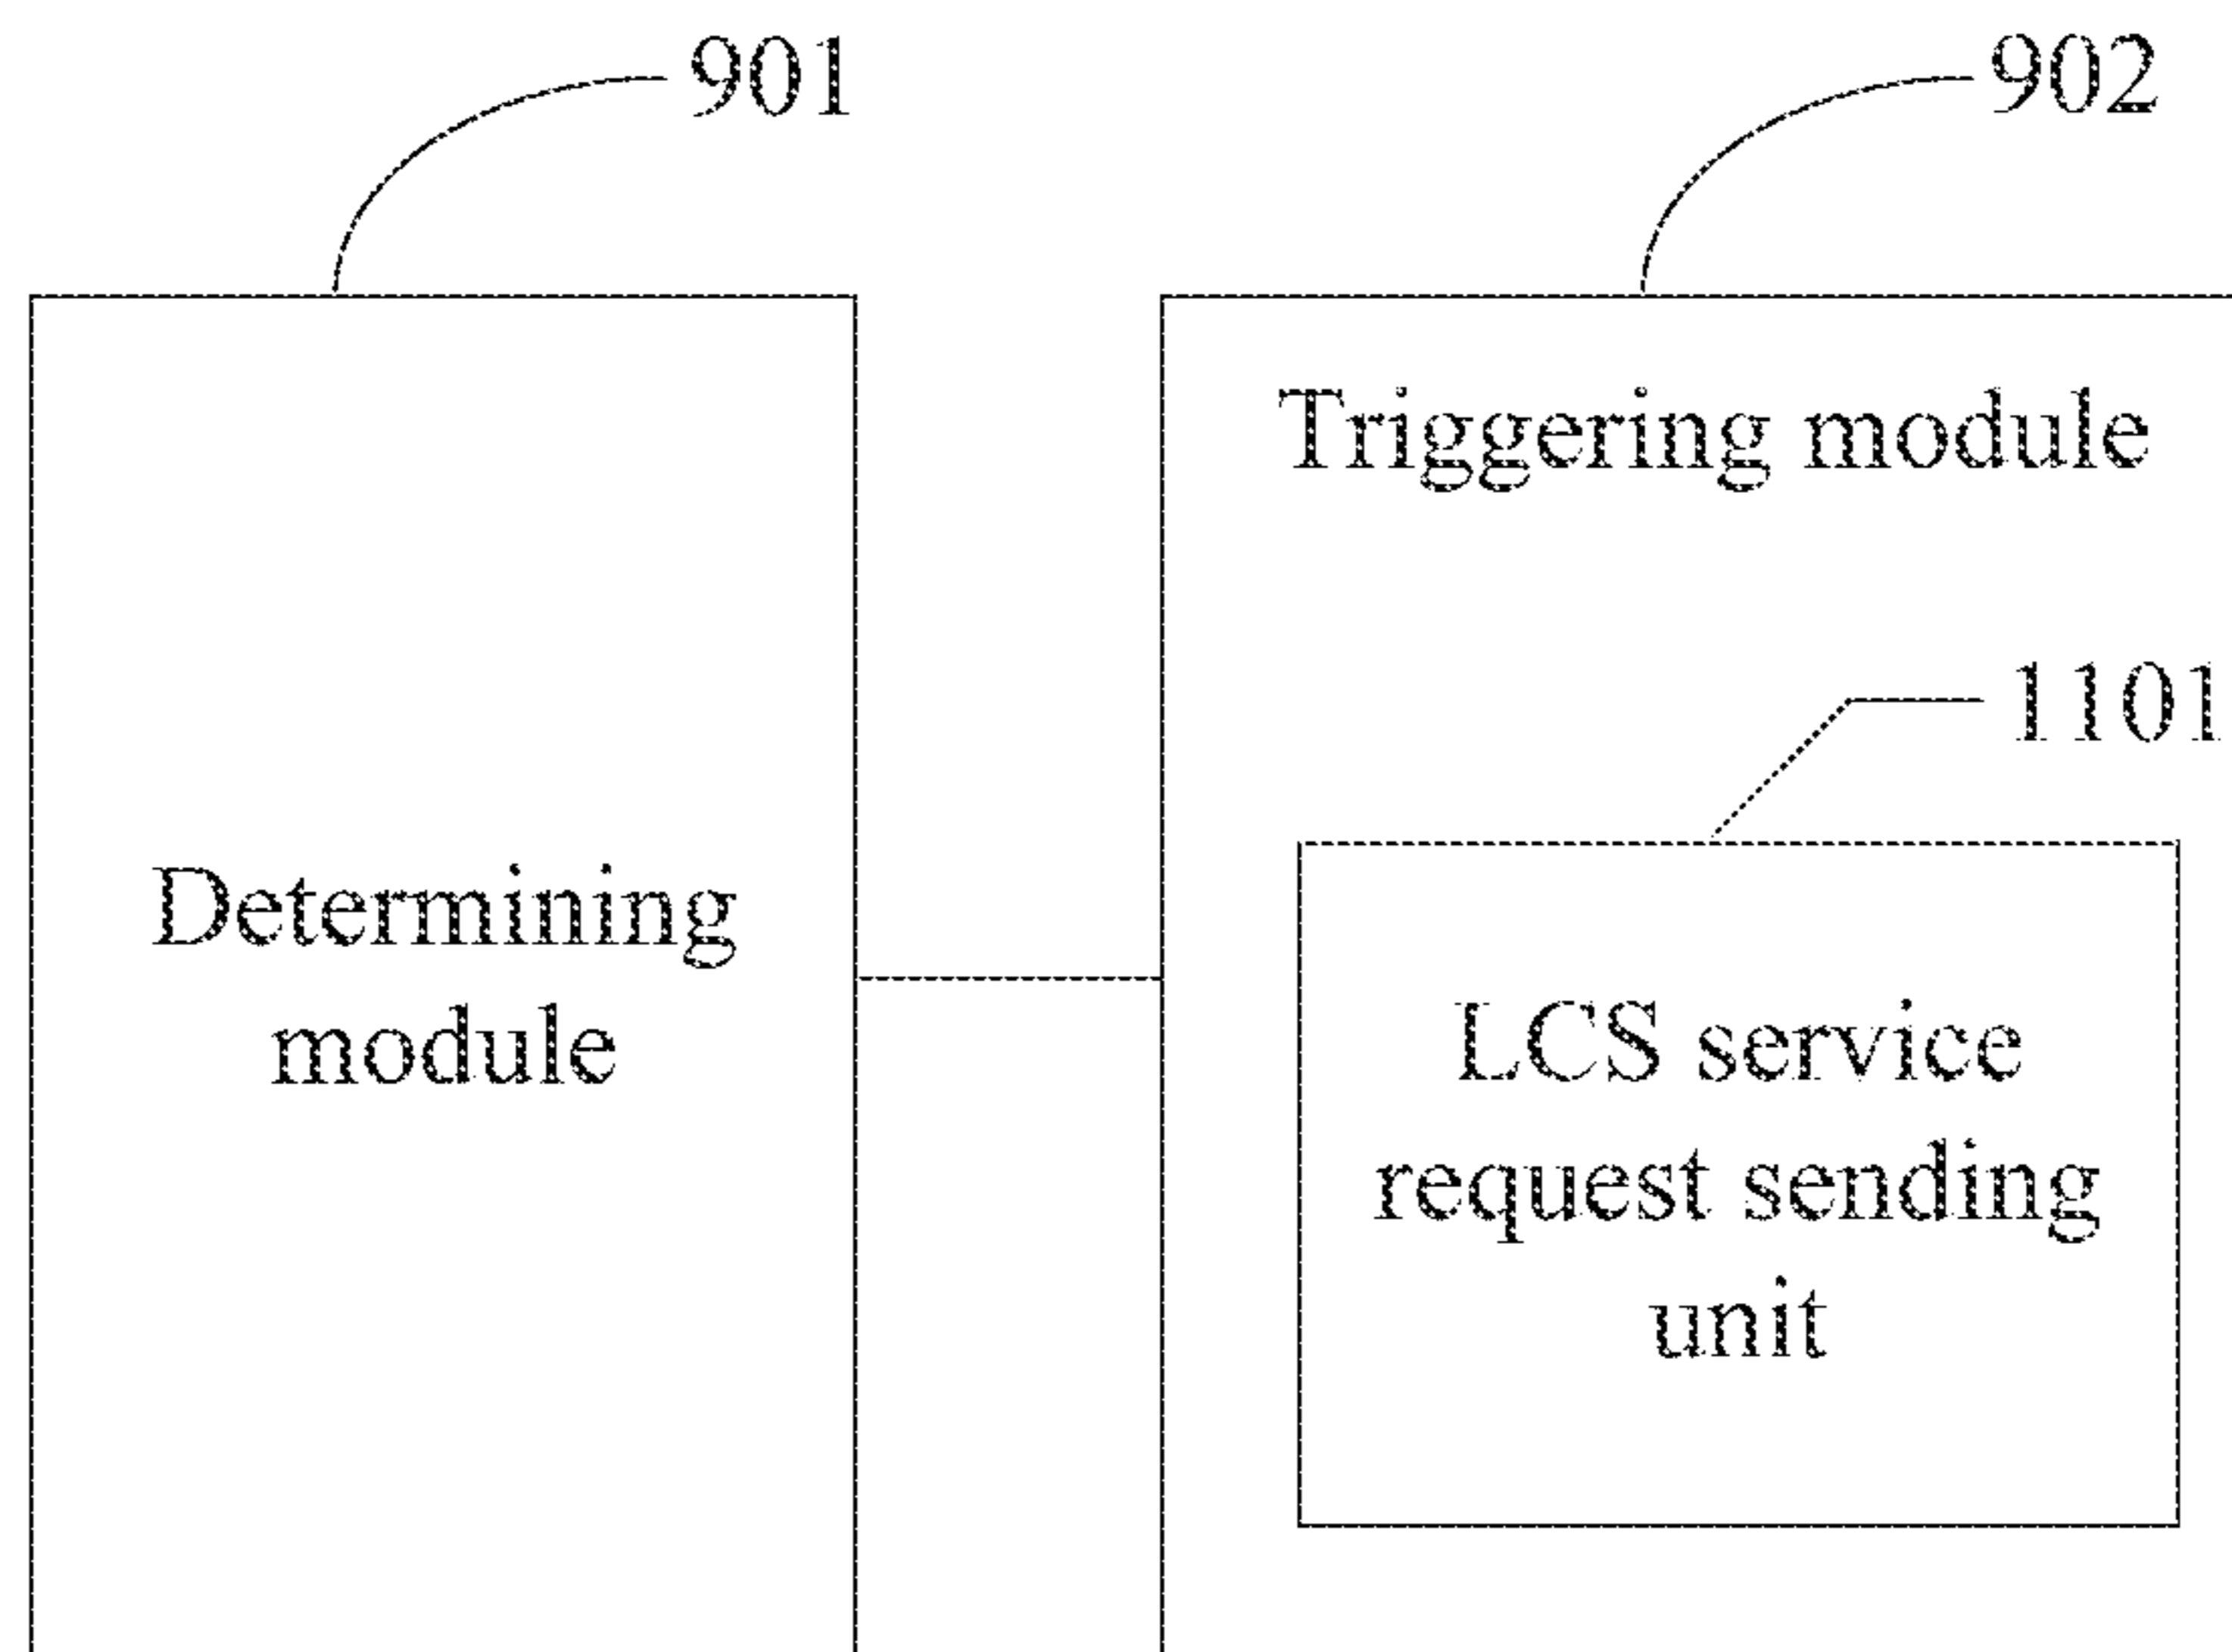 901
902
Triggering module
1101
Determining
module
LCS service
request sending
unit